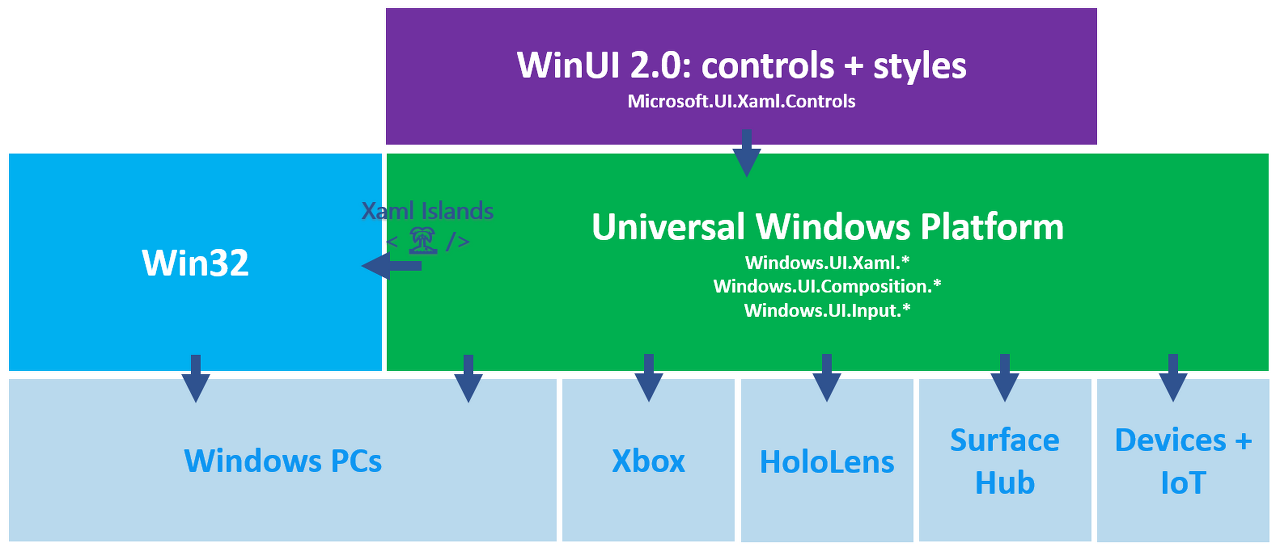 WinUI 2.0: controls + styles
Microsoft.UI.Xaml.Controls
Xaml Islands
< />
Win32
Universal Windows Platform
Windows.UI.Xaml.*
Windows.UI.Composition.*
Windows.UI.Input.*
Windows PCs
Xbox
HoloLens
Surface
Hub
Devices +
IoT